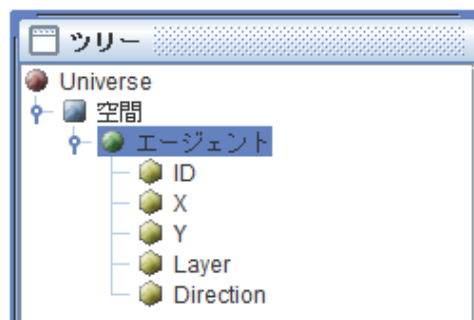 ツリー
Universe
空間
エージェント
ID
X
Y
Layer
Direction